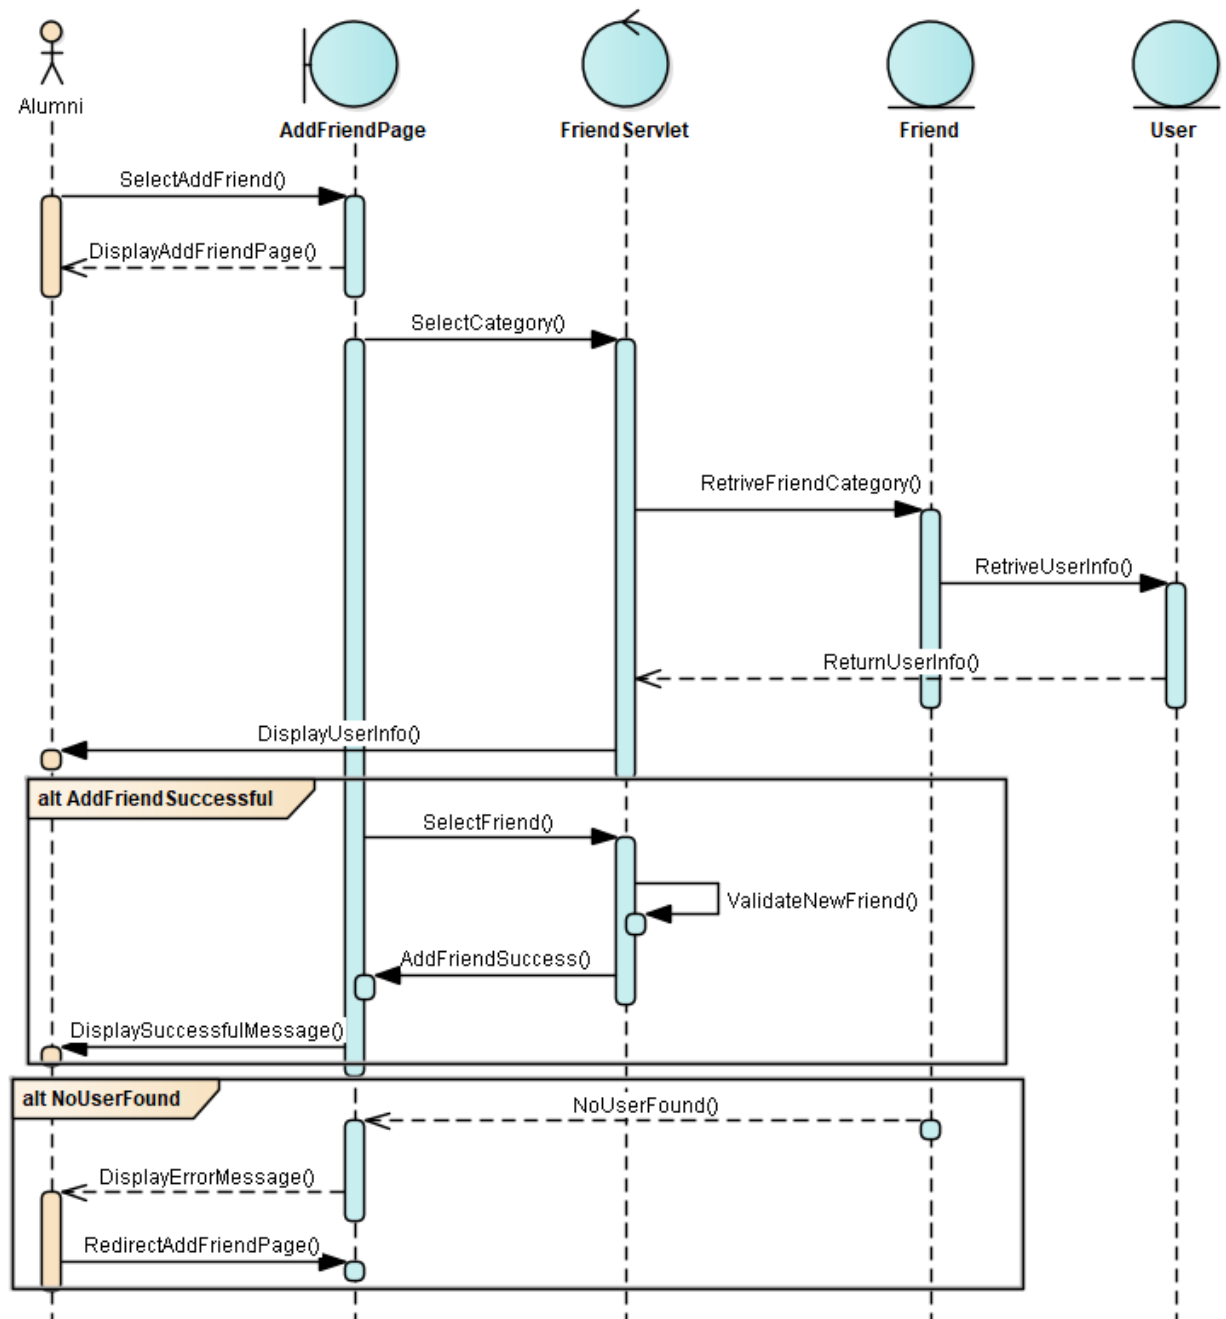 Alumni
AddFriendPage
FriendServlet
Friend
User
SelectAddFriend()
DisplayAddFriendPage()
SelectCategory()
RetriveFriendCategory()
RetriveUserInfo()
ReturnUserInfo()
DisplayUserInfo()
alt AddFriendSuccessful
SelectFriend()
ValidateNewFriend()
AddFriendSuccess()
DisplaySuccessfulMessage()
alt NoUserFound
NoUserFound()
DisplayErrorMessage()
RedirectAddFriendPage()